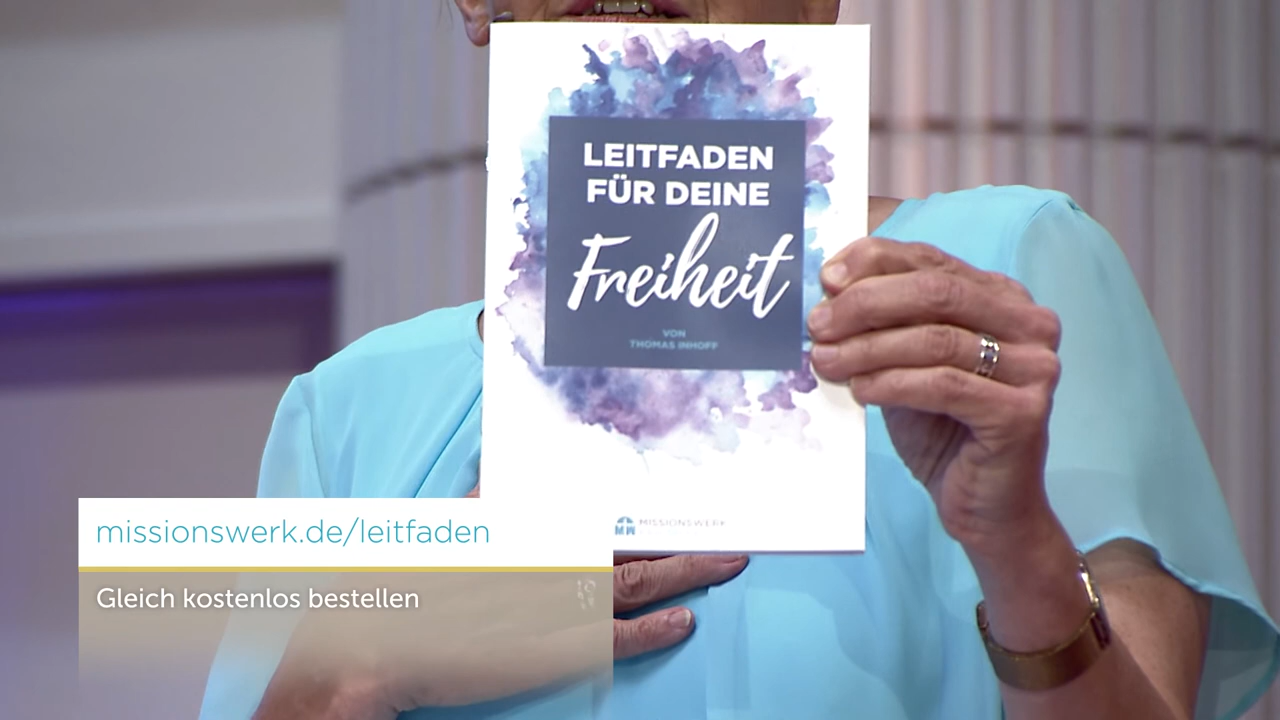 LEITFADEN
FÜR DEINE
Freiheit
VON
THOMAS INHOFF
MISSIONSWERK
missionswerk.de/leitfaden
Gleich kostenlos bestellen